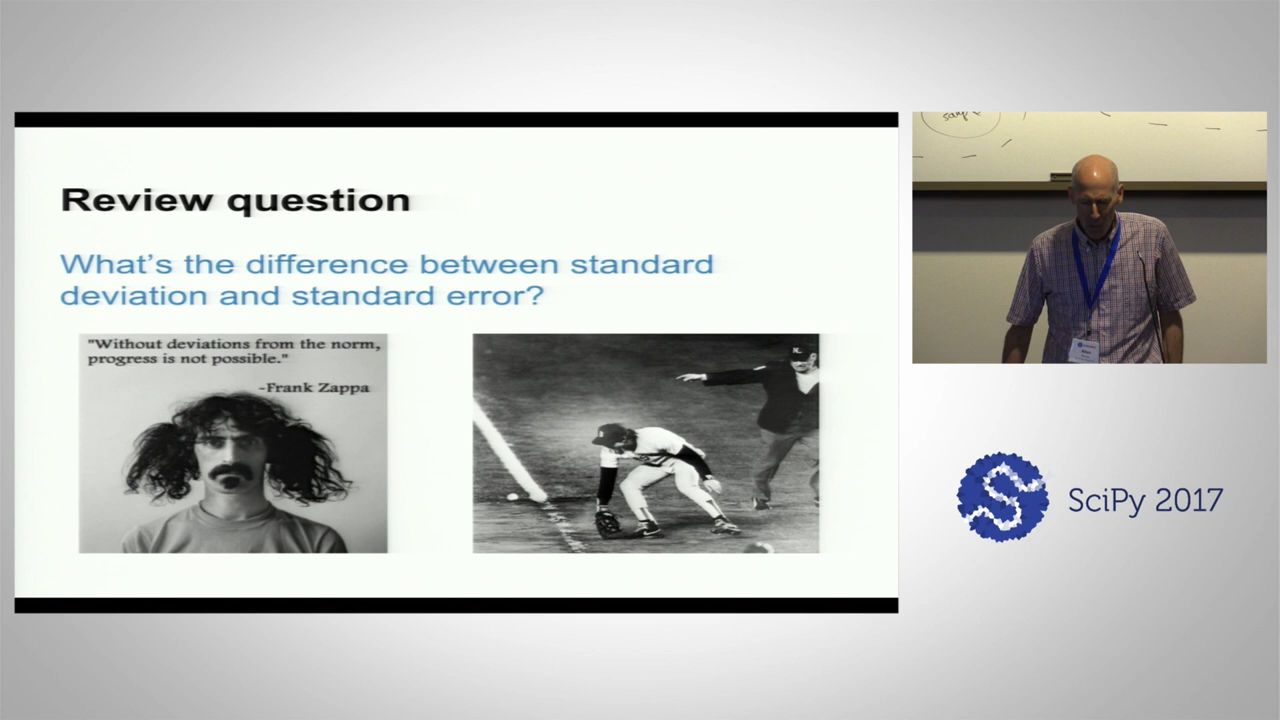 Review question
What's the difference between standard
deviation and standard error?
"Without deviations from the norm,
progress is not possible."
-Frank Zappa
SciPy 2017